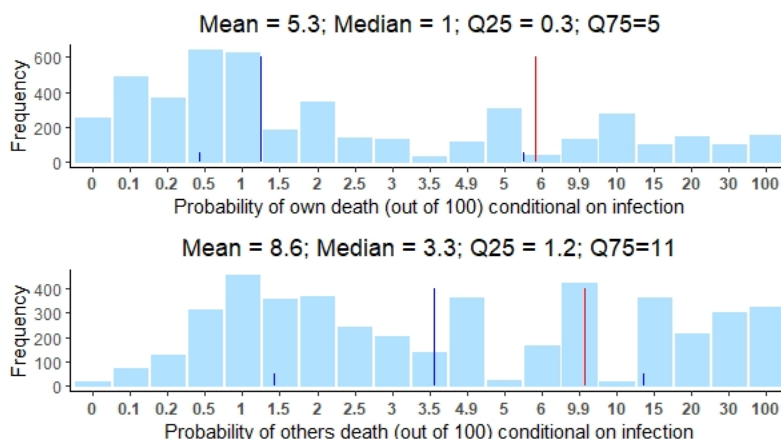 Mean = 5.3; Median = 1; Q25 = 0.3; Q75=5
600
400
200
0
Frequency
0 0.1 0.2 0.5 1 1.5 2 2.5 3 3.5 4.9 5 6 9.9 10 15 20 30 100
Probability of own death (out of 100) conditional on infection
Mean = 8.6; Median = 3.3; Q25 = 1.2; Q75=11
400
300
200
100
0
Frequency
0 0.1 0.2 0.5 1 1.5 2 2.5 3 3.5 4.9 5 6 9.9 10 15 20 30 100
Probability of others death (out of 100) conditional on infection